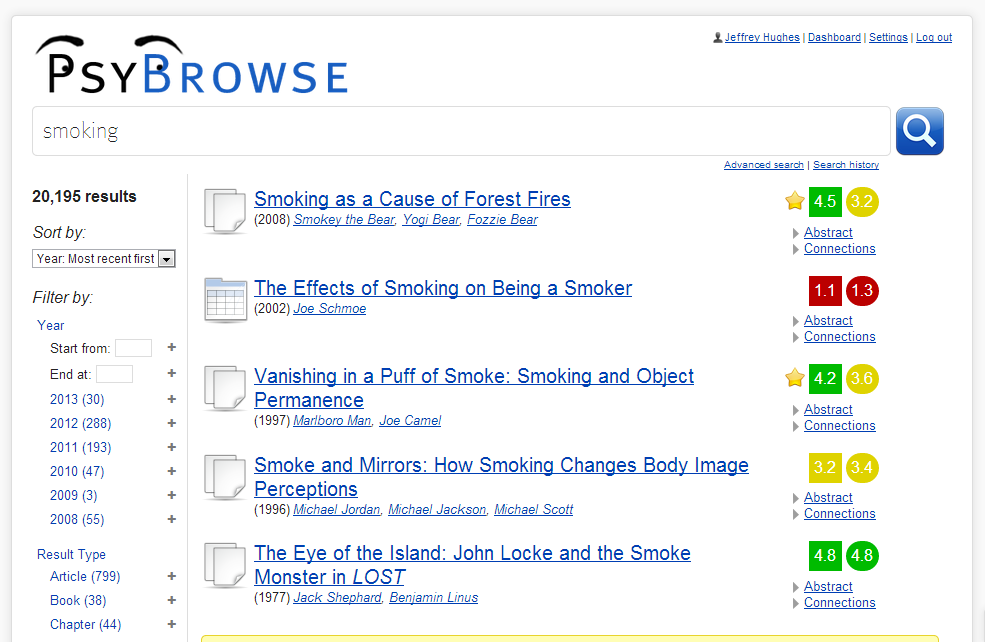 Jeffrey Hughes | Dashboard | Settings | Log out
PSYBROWSE
smoking
Advanced search | Search history
20,195 results
Sort by:
Year: Most recent first
Filter by:
Year
Start from: +
End at: +
2013 (30) +
2012 (288) +
2011 (193) +
2010 (47) +
2009 (3) +
2008 (55) +
Result Type
Article (799) +
Book (38) +
Chapter (44) +
Smoking as a Cause of Forest Fires
(2008) Smokey the Bear, Yogi Bear, Fozzie Bear
4.5 3.2
Abstract
Connections
The Effects of Smoking on Being a Smoker
(2002) Joe Schmoe
1.1 1.3
Abstract
Connections
Vanishing in a Puff of Smoke: Smoking and Object
Permanence
(1997) Marlboro Man, Joe Camel
4.2 3.6
Abstract
Connections
Smoke and Mirrors: How Smoking Changes Body Image
Perceptions
(1996) Michael Jordan, Michael Jackson, Michael Scott
3.2 3.4
Abstract
Connections
The Eye of the Island: John Locke and the Smoke
Monster in LOST
(1977) Jack Shephard, Benjamin Linus
4.8 4.8
Abstract
Connections